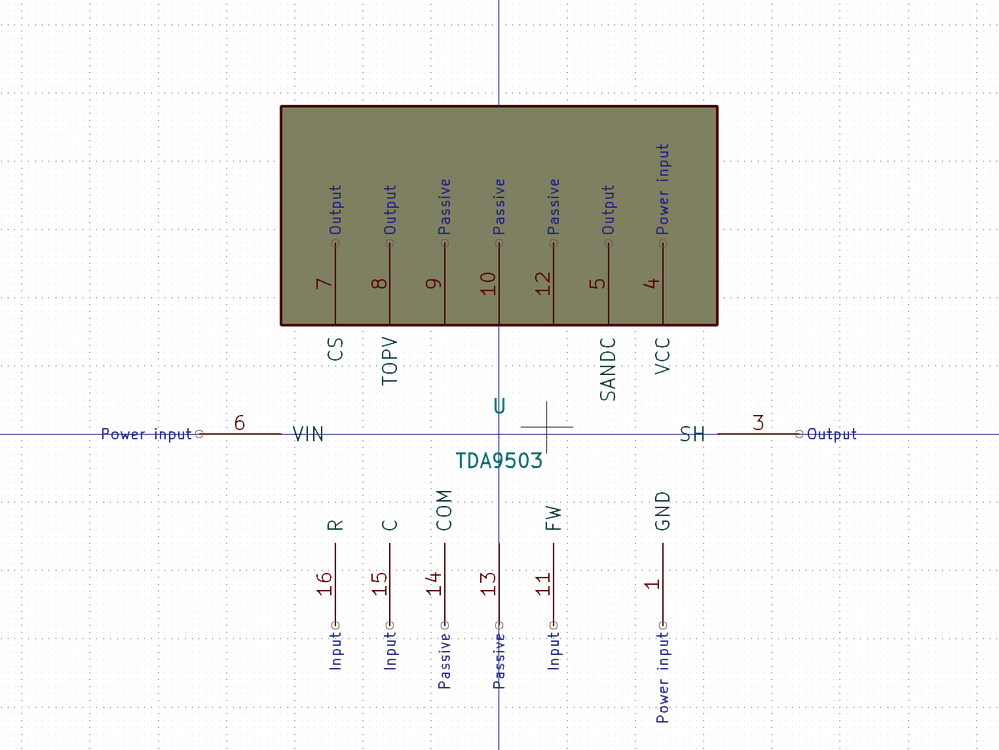 Output Output Passive Passive Passive Output Power input
7 8 9 10 12 5 4
CS TOPV SANDC VCC
U
Power input 6 VIN SH 3 Output
TDA9503
R C COM FW GND
16 15 14 13 11 1
Input Input Passive Passive Input Power input